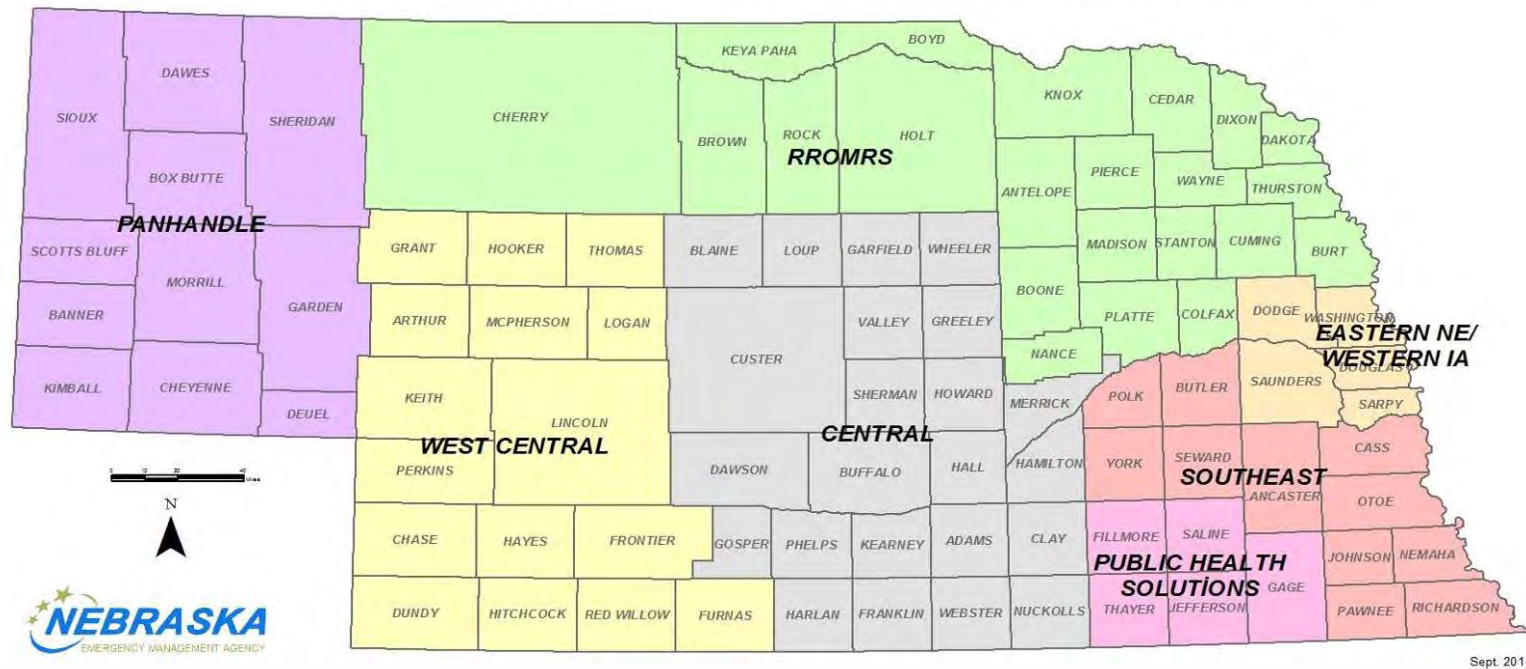 BOYD
KEYA PAHA
DAWES
KNOX
CEDAR
SIOUX
SHERIDAN
CHERRY
DIXON
BROWN
ROCK
HOLT
DAKOTA
RROMRS
BOX BUTTE
PIERCE
WAYNE
ANTELOPE
THURSTON
PANHANDLE
SCOTTS BLUFF
GRANT
HOOKER
THOMAS
BLAINE
LOUP
GARFIELD
WHEELER
MADISON
STANTON
CUMING
BURT
MORRILL
BANNER
GARDEN
BOONE
ARTHUR
MCPHERSON
LOGAN
VALLEY
GREELEY
PLATTE
COLFAX
DODGE
WASHINGTON
EASTERN NE/
WESTERN IA
CUSTER
NANCE
DOUGLAS
KIMBALL
CHEYENNE
KEITH
SHERMAN
HOWARD
MERRICK
POLK
BUTLER
SAUNDERS
SARPY
DEUEL
LINCOLN
WEST CENTRAL
CENTRAL
CASS
PERKINS
DAWSON
BUFFALO
HALL
HAMILTON
YORK
SEWARD
SOUTHEAST
LANCASTER
OTOE
N
CHASE
HAYES
FRONTIER
GOSPER
PHELPS
KEARNEY
ADAMS
CLAY
FILLMORE
SALINE
JOHNSON
NEMAHA
PUBLIC HEALTH
SOLUTIONS
GAGE
DUNDY
HITCHCOCK
RED WILLOW
FURNAS
HARLAN
FRANKLIN
WEBSTER
NUCKOLLS
THAYER
JEFFERSON
PAWNEE
RICHARDSON
NEBRASKA
EMERGENCY MANAGEMENT AGENCY
Sept. 201